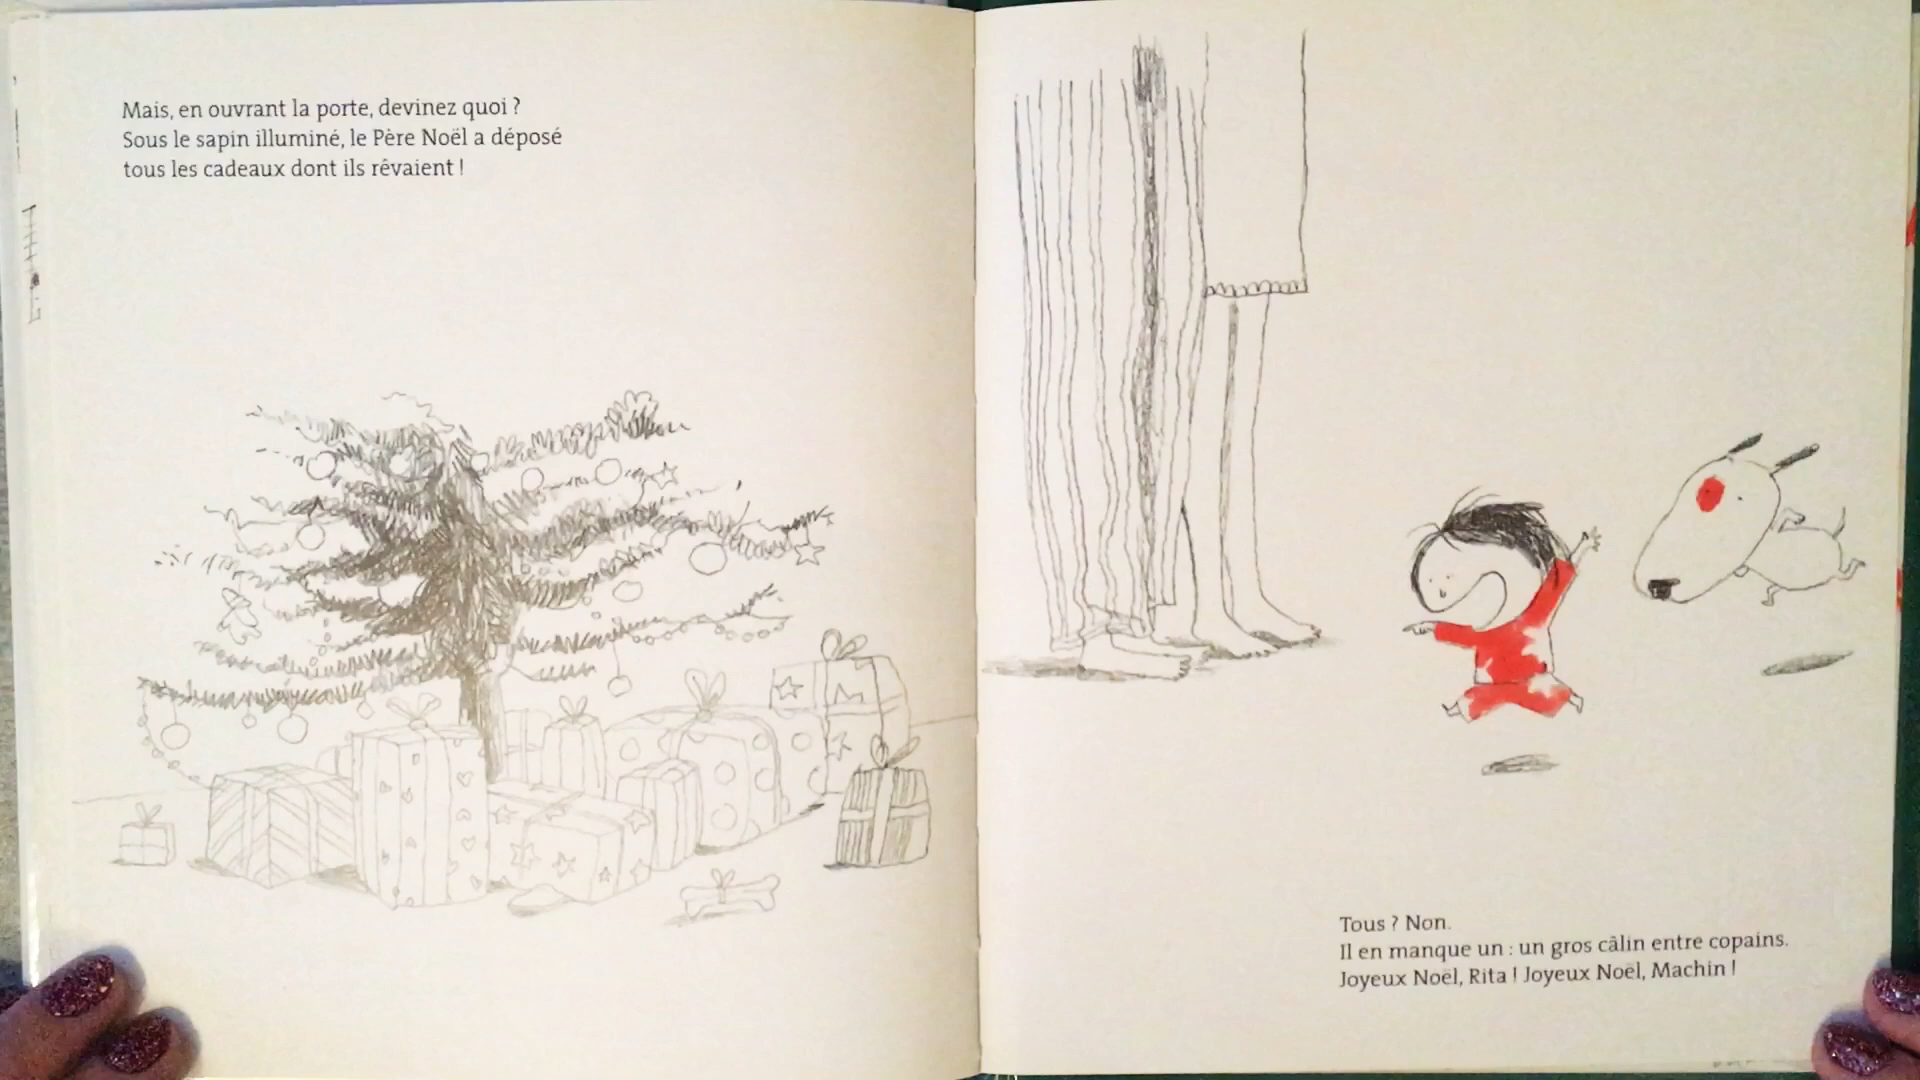 Mais, en ouvrant la porte, devinez quoi ?
Sous le sapin illuminé, le Père Noël a déposé
tous les cadeaux dont ils rêvaient !
Tous ? Non.
Il en manque un : un gros câlin entre copains.
Joyeux Noël, Rita ! Joyeux Noël, Machin !